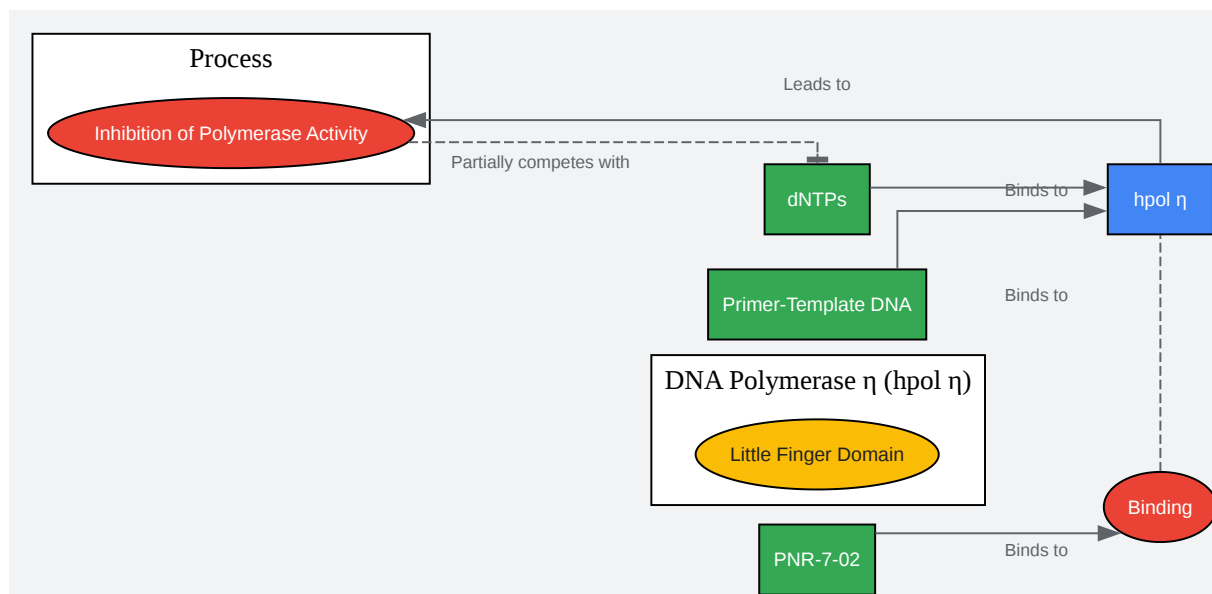 Process
Leads to
Inhibition of Polymerase Activity
Partially competes with
dNTPs
Binds to
hpol η
Primer-Template DNA
Binds to
DNA Polymerase η (hpol η)
Little Finger Domain
Binding
PNR-7-02
Binds to